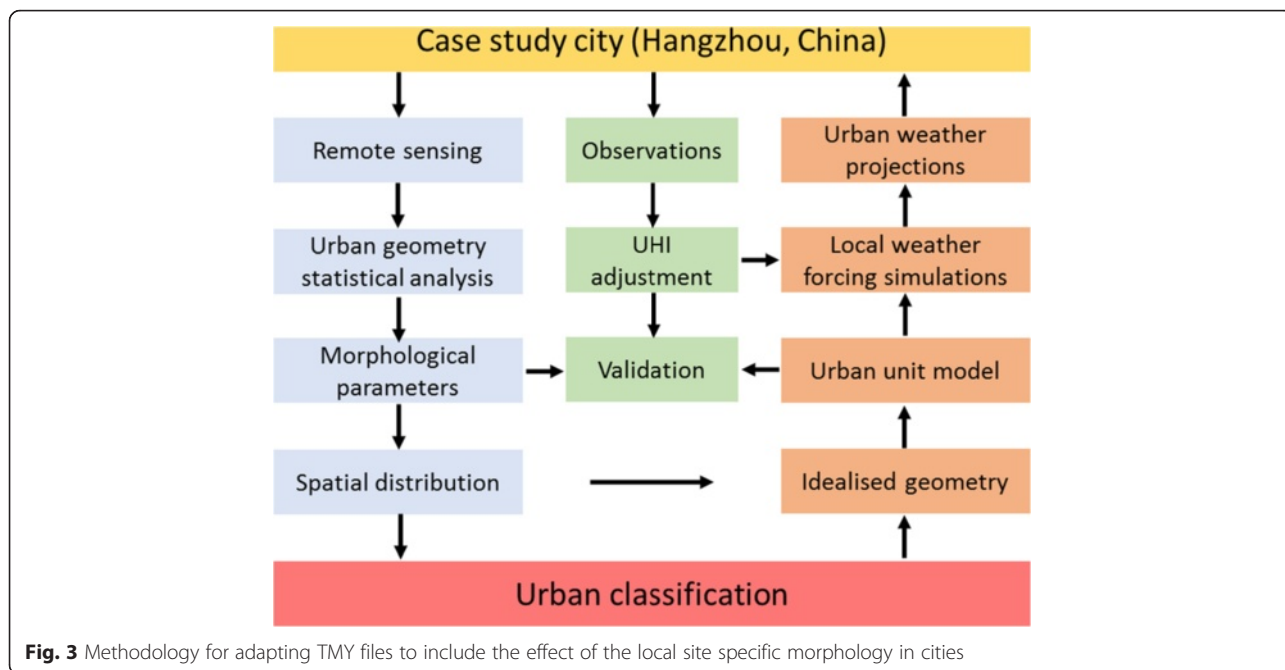 Case study city (Hangzhou, China)
Remote sensing
Observations
Urban weather
projections
Urban geometry
statistical analysis
UHI
adjustment
Local weather
forcing simulations
Morphological
parameters
Validation
Urban unit model
Spatial distribution
Idealised geometry
Urban classification
Fig. 3 Methodology for adapting TMY files to include the effect of the local site specific morphology in cities